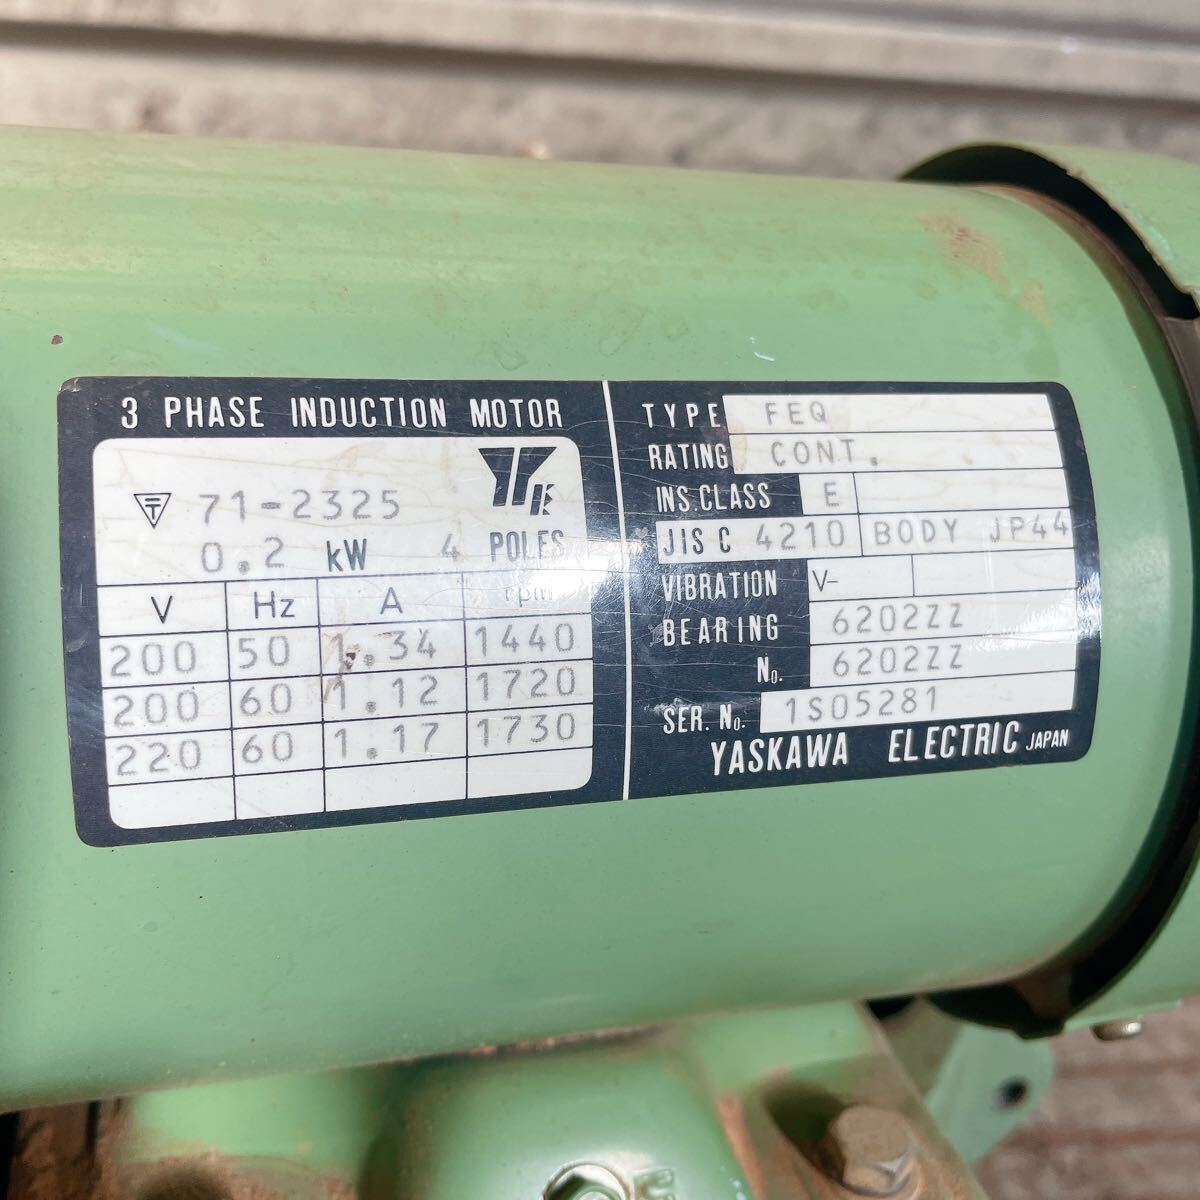 3 PHASE INDUCTION MOTOR
71-2325
0.2 kW 4 POLES
V Hz A rpm
200 50 1.34 1440
200 60 1.12 1720
220 60 1.17 1730
TYPE FEQ
RATING CONT.
INS.CLASS E
JIS C 4210 BODY JP44
VIBRATION V-
BEARING 6202ZZ
No. 6202ZZ
SER. No. 1S05281
YASKAWA ELECTRIC JAPAN